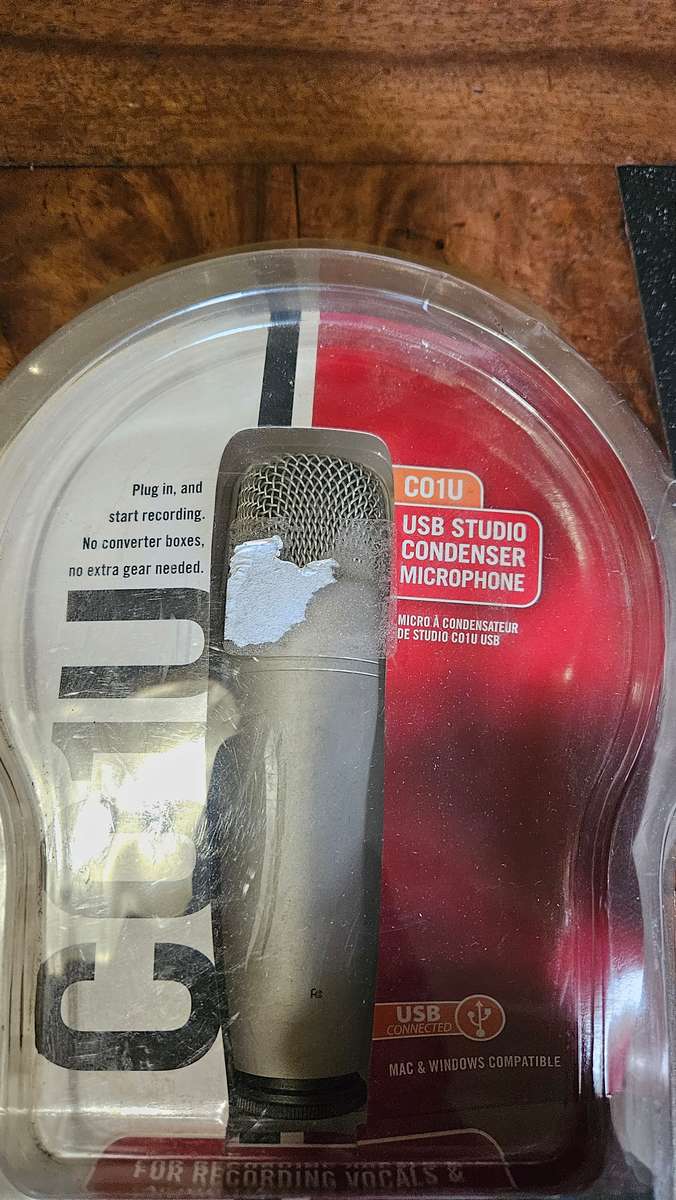 Plug in, and
start recording.
No converter boxes,
no extra gear needed.
C01U
C01U
USB STUDIO
CONDENSER
MICROPHONE
MICRO À CONDENSATEUR
DE STUDIO C01U USB
USB
CONNECTED
MAC & WINDOWS COMPATIBLE
FOR RECORDING VOCALS &